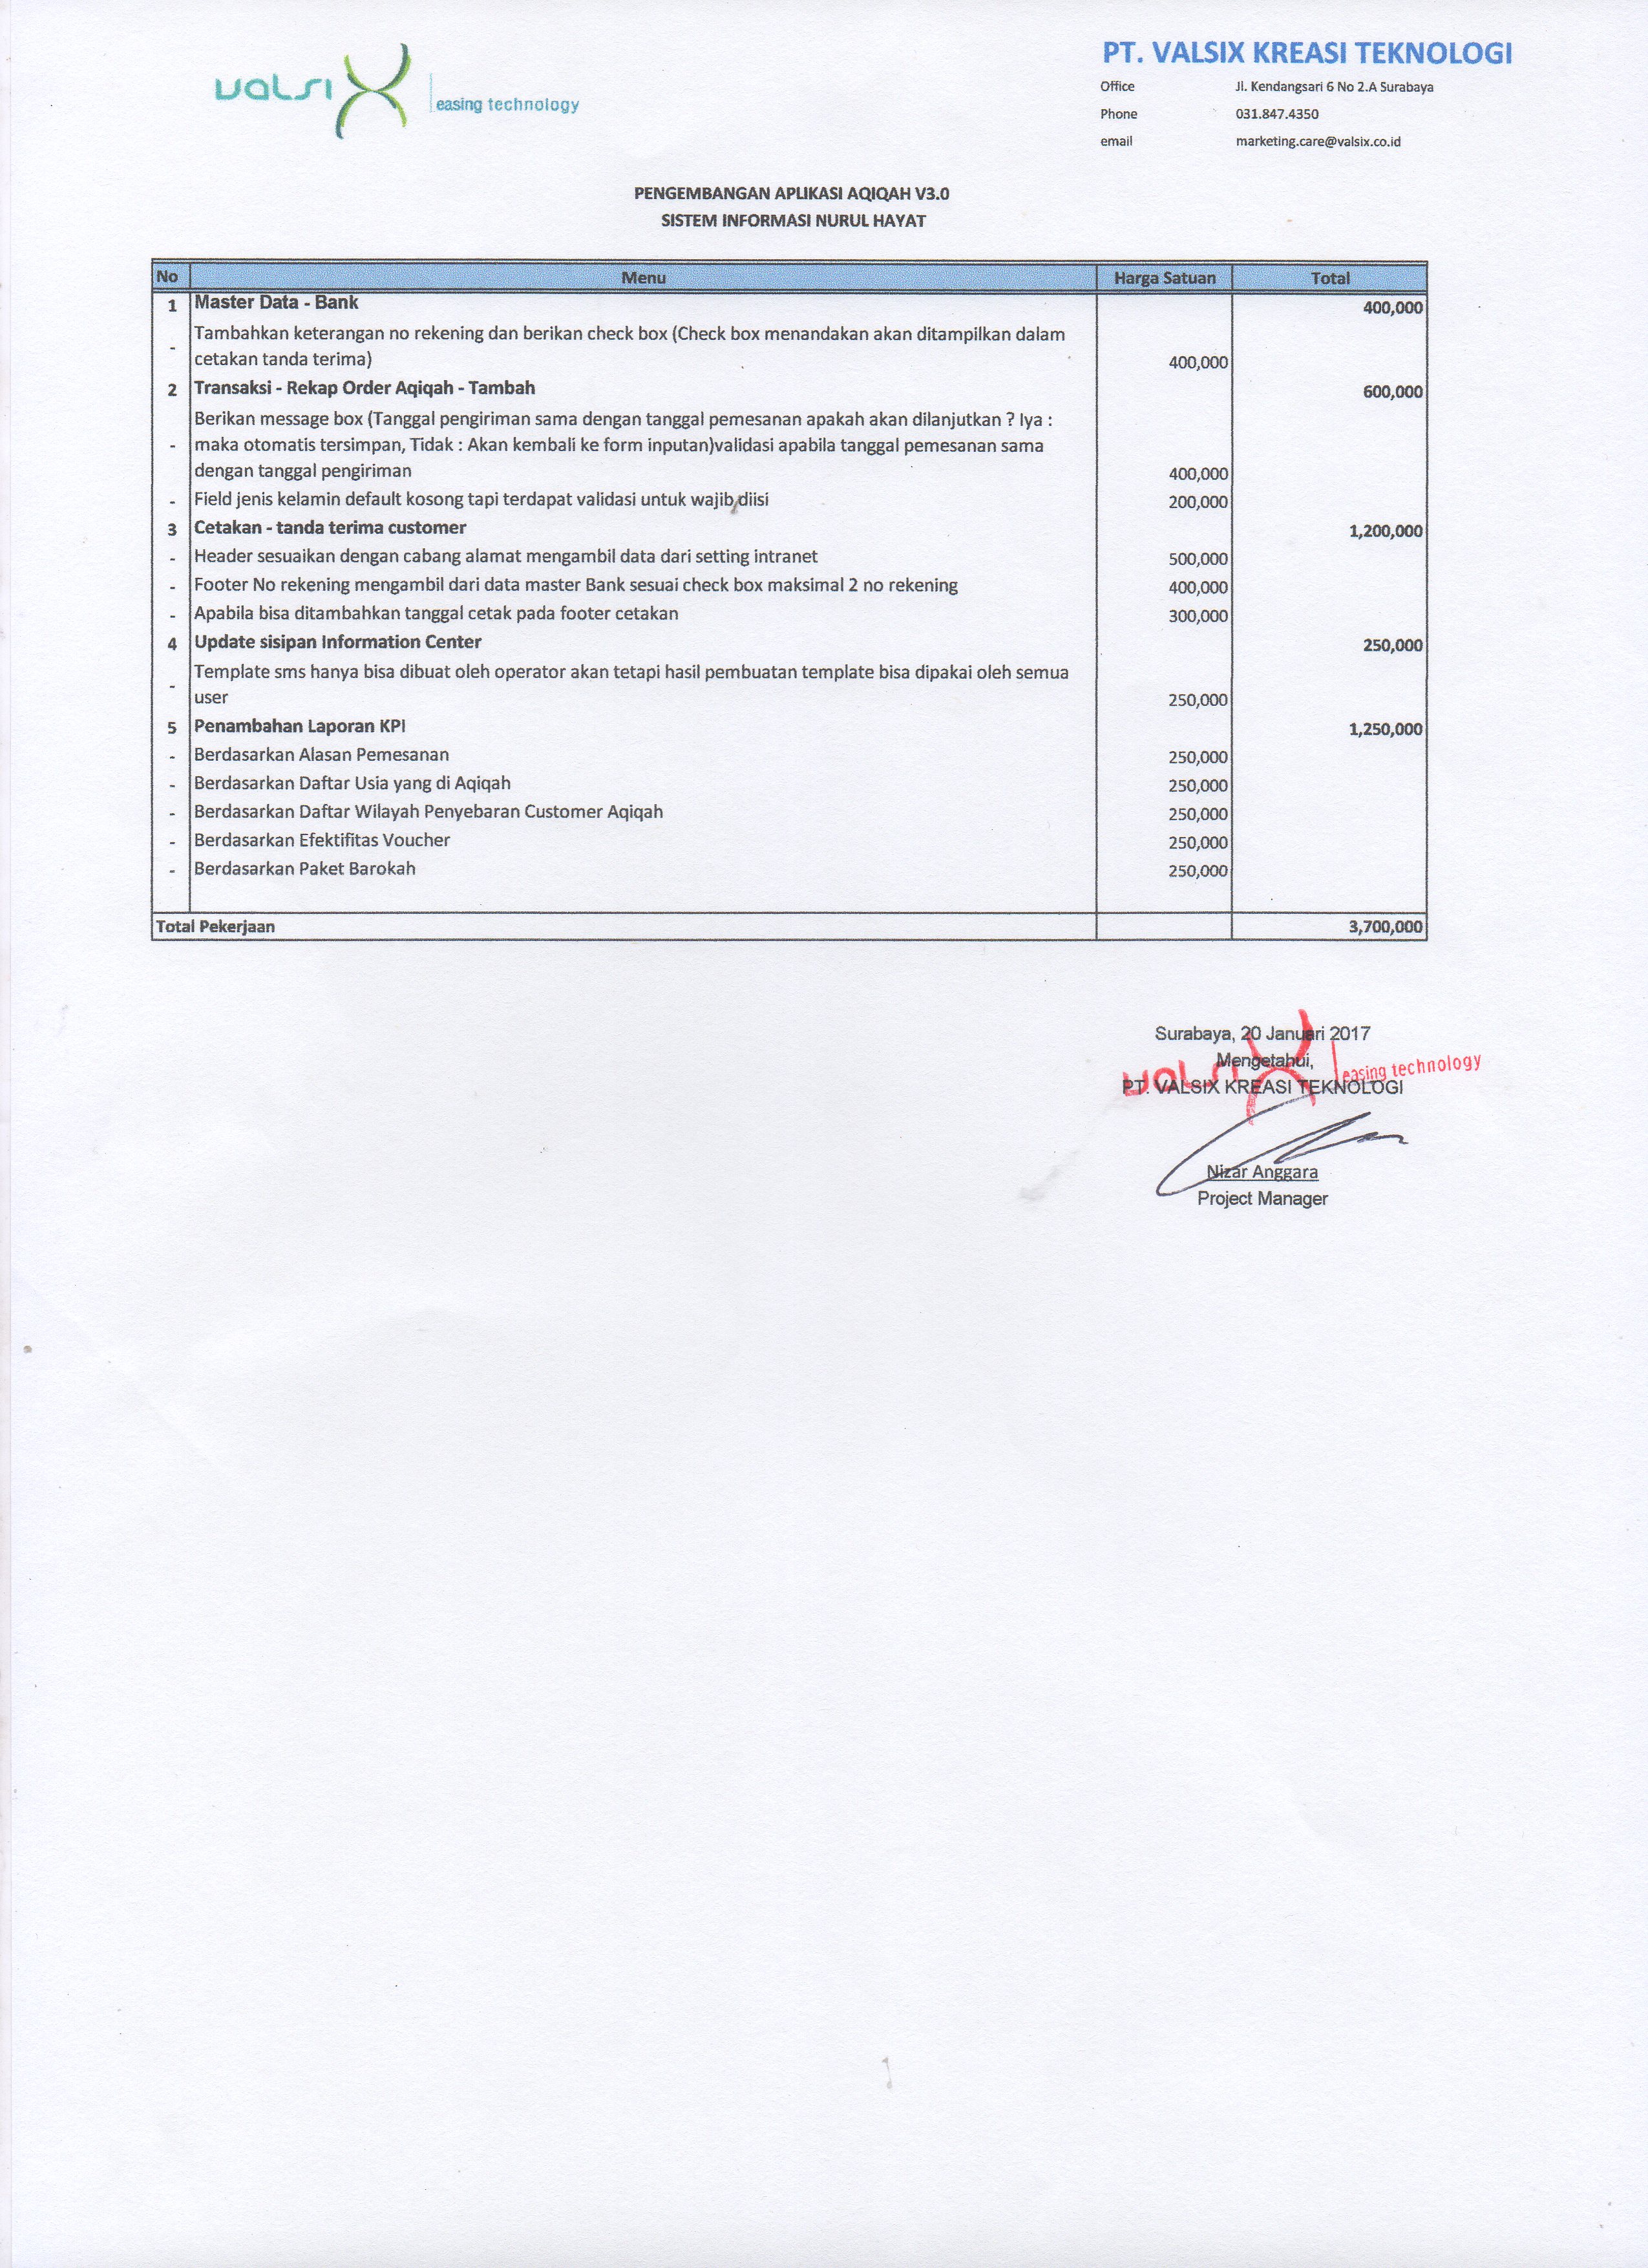 valsix
easing technology
PT. VALSIX KREASI TEKNOLOGI
Office Jl. Kendangsari 6 No 2.A Surabaya
Phone 031.847.4350
email marketing.care@valsix.co.id
PENGEMBANGAN APLIKASI AQIQAH V3.0
SISTEM INFORMASI NURUL HAYAT
No Menu Harga Satuan Total
1 Master Data - Bank 400,000
Tambahkan keterangan no rekening dan berikan check box (Check box menandakan akan ditampilkan dalam
- cetakan tanda terima) 400,000
2 Transaksi - Rekap Order Aqiqah - Tambah 600,000
Berikan message box (Tanggal pengiriman sama dengan tanggal pemesanan apakah akan dilanjutkan ? Iya :
- maka otomatis tersimpan, Tidak : Akan kembali ke form inputan)validasi apabila tanggal pemesanan sama
dengan tanggal pengiriman 400,000
- Field jenis kelamin default kosong tapi terdapat validasi untuk wajib diisi 200,000
3 Cetakan - tanda terima customer 1,200,000
- Header sesuaikan dengan cabang alamat mengambil data dari setting intranet 500,000
- Footer No rekening mengambil dari data master Bank sesuai check box maksimal 2 no rekening 400,000
- Apabila bisa ditambahkan tanggal cetak pada footer cetakan 300,000
4 Update sisipan Information Center 250,000
Template sms hanya bisa dibuat oleh operator akan tetapi hasil pembuatan template bisa dipakai oleh semua
- user 250,000
5 Penambahan Laporan KPI 1,250,000
- Berdasarkan Alasan Pemesanan 250,000
- Berdasarkan Daftar Usia yang di Aqiqah 250,000
- Berdasarkan Daftar Wilayah Penyebaran Customer Aqiqah 250,000
- Berdasarkan Efektifitas Voucher 250,000
- Berdasarkan Paket Barokah 250,000
Total Pekerjaan 3,700,000
Surabaya, 20 Januari 2017
Mengetahui,
valsix easing technology
PT. VALSIX KREASI TEKNOLOGI
Nizar Anggara
Project Manager